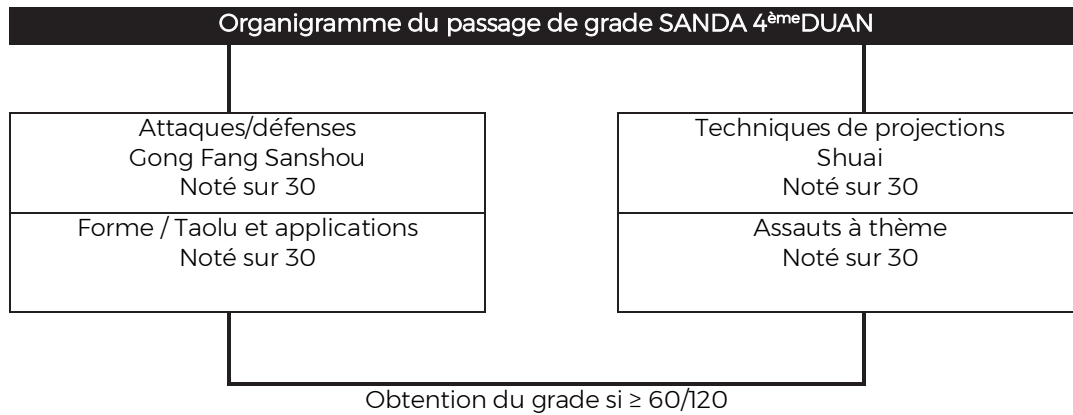 Organigramme du passage de grade SANDA 4èmeDUAN
Attaques/défenses
Gong Fang Sanshou
Noté sur 30
Forme / Taolu et applications
Noté sur 30
Techniques de projections
Shuai
Noté sur 30
Assauts à thème
Noté sur 30
Obtention du grade si ≥ 60/120